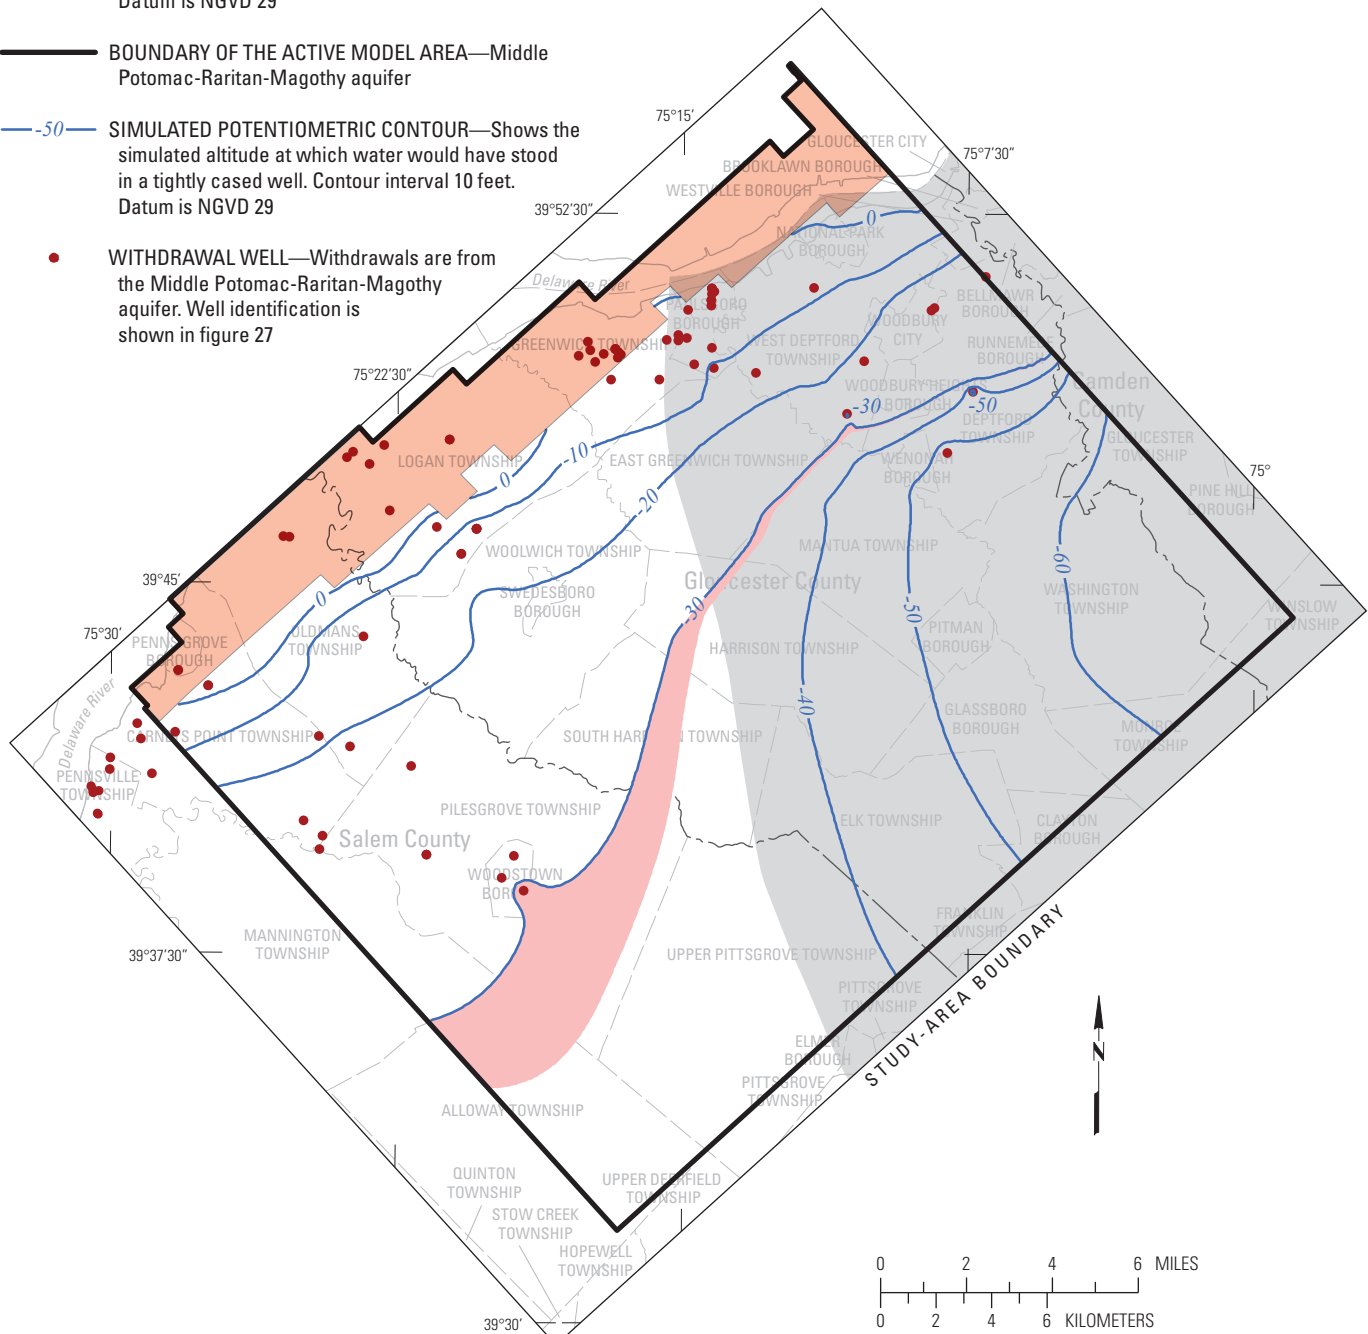 Datum is NGVD 29
BOUNDARY OF THE ACTIVE MODEL AREA—Middle
Potomac-Raritan-Magothy aquifer
-50
SIMULATED POTENTIOMETRIC CONTOUR—Shows the
simulated altitude at which water would have stood
in a tightly cased well. Contour interval 10 feet.
Datum is NGVD 29
WITHDRAWAL WELL—Withdrawals are from
the Middle Potomac-Raritan-Magothy
aquifer. Well identification is
shown in figure 27
75°15’
75°7’30”
39°52’30”
75°22’30”
75°
39°45’
75°30’
39°37’30”
39°30’
GLOUCESTER CITY
BROOKLAWN BOROUGH
WESTVILLE BOROUGH
0
NATIONAL PARK
BOROUGH
Delaware River
PAULSBORO
BOROUGH
BELLMAWR
BOROUGH
WOODBURY
CITY
GREENWICH TOWNSHIP
WEST DEPTFORD
TOWNSHIP
RUNNEMEDE
BOROUGH
Camden
County
WOODBURY HEIGHTS
BOROUGH
-30
-50
DEPTFORD
TOWNSHIP
GLOUCESTER
TOWNSHIP
-10
LOGAN TOWNSHIP
EAST GREENWICH TOWNSHIP
WENONAH
BOROUGH
0
-20
PINE HILL
BOROUGH
WOOLWICH TOWNSHIP
MANTUA TOWNSHIP
-60
Gloucester County
SWEDESBORO
BOROUGH
0
-30
-50
WASHINGTON
TOWNSHIP
WINSLOW
TOWNSHIP
PENNS GROVE
BOROUGH
OLDMANS
TOWNSHIP
PITMAN
BOROUGH
HARRISON TOWNSHIP
-40
Delaware River
CARNEYS POINT TOWNSHIP
SOUTH HARRISON TOWNSHIP
GLASSBORO
BOROUGH
MONROE
TOWNSHIP
PENNSVILLE
TOWNSHIP
PILESGROVE TOWNSHIP
ELK TOWNSHIP
CLAYTON
BOROUGH
Salem County
WOODSTOWN
BORO
FRANKLIN
TOWNSHIP
MANNINGTON
TOWNSHIP
UPPER PITTSGROVE TOWNSHIP
PITTSGROVE
TOWNSHIP
STUDY-AREA BOUNDARY
ELMER
BOROUGH
PITTSGROVE
TOWNSHIP
N
ALLOWAY TOWNSHIP
QUINTON
TOWNSHIP
UPPER DEERFIELD
TOWNSHIP
STOW CREEK
TOWNSHIP
HOPEWELL
TOWNSHIP
0 2 4 6 MILES
0 2 4 6 KILOMETERS